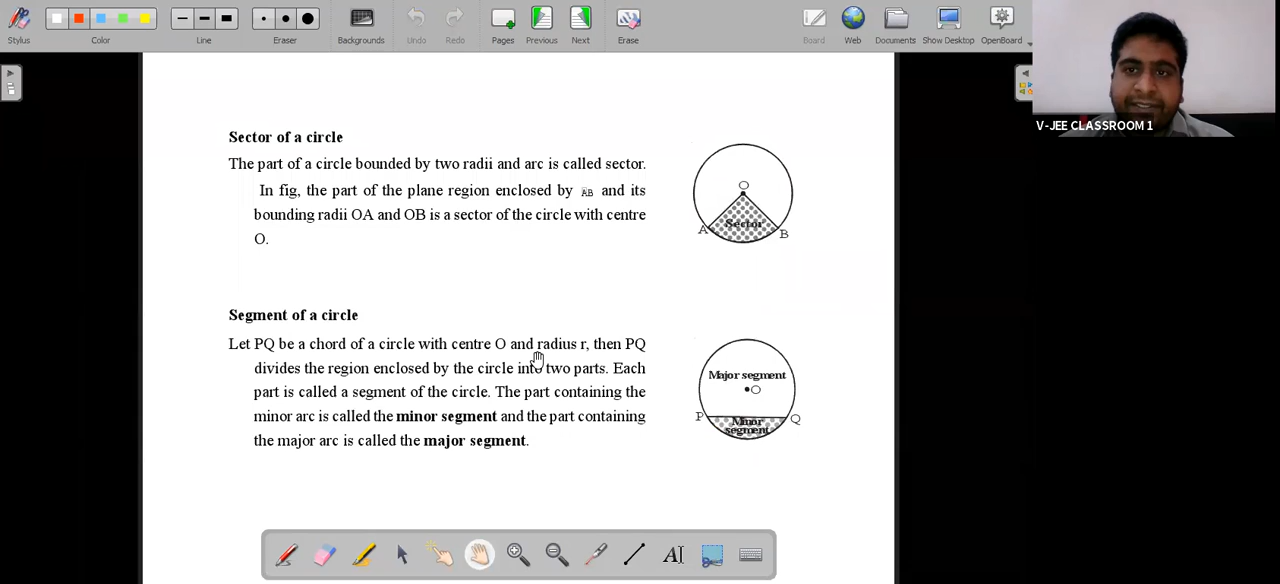 Stylus
Color
Line
Eraser
Backgrounds
Undo
Redo
Pages
Previous
Next
Erase
Board
Web
Documents
Show Desktop
OpenBoard
V-JEE CLASSROOM 1
Sector of a circle
The part of a circle bounded by two radii and arc is called sector.
In fig, the part of the plane region enclosed by AB and its
bounding radii OA and OB is a sector of the circle with centre
O.
O
Sector
A
B
Segment of a circle
Let PQ be a chord of a circle with centre O and radius r, then PQ
divides the region enclosed by the circle into two parts. Each
part is called a segment of the circle. The part containing the
minor arc is called the minor segment and the part containing
the major arc is called the major segment.
Major segment
O
P
Q
Minor
segment
A